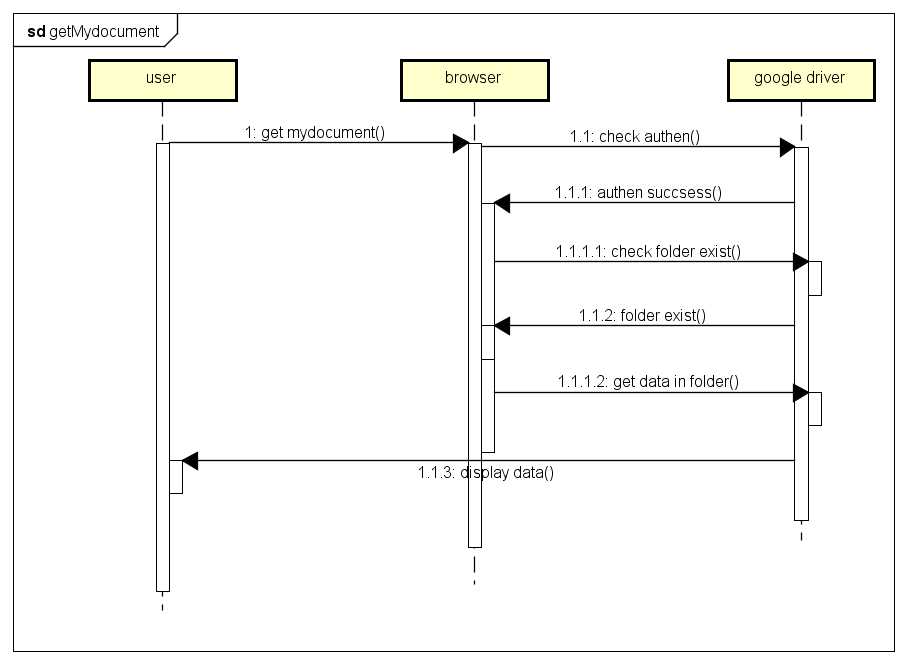 sd getMydocument
user
browser
google driver
1: get mydocument()
1.1: check authen()
1.1.1: authen succsess()
1.1.1.1: check folder exist()
1.1.2: folder exist()
1.1.1.2: get data in folder()
1.1.3: display data()